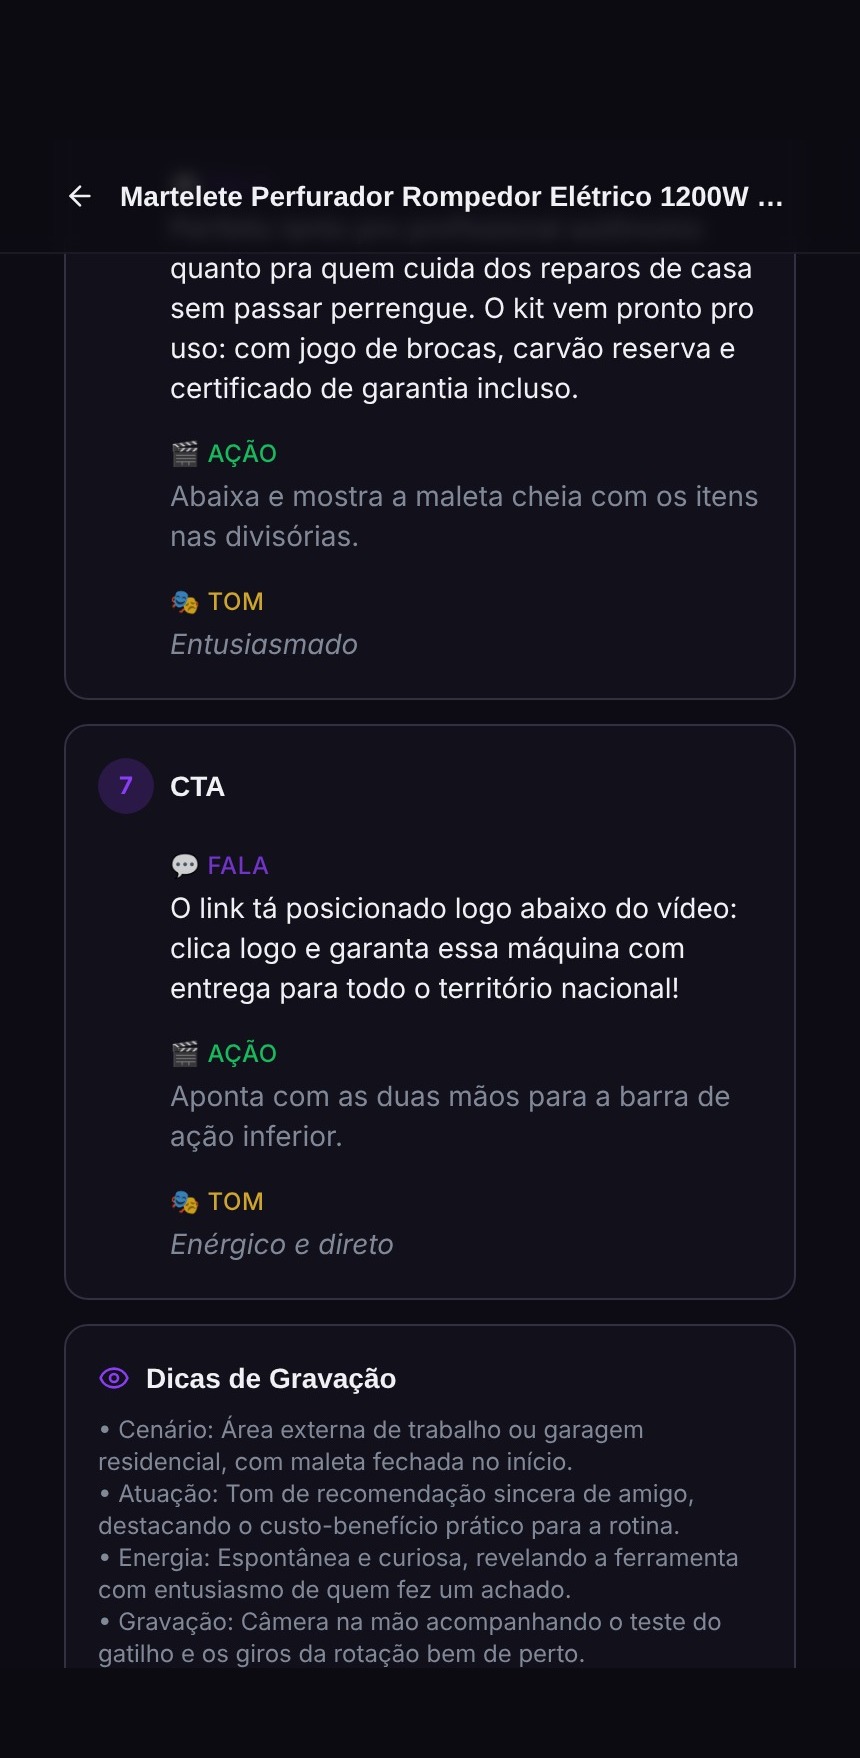 Martelete Perfurador Rompedor Elétrico 1200W ...
quanto pra quem cuida dos reparos de casa
sem passar perrengue. O kit vem pronto pro
uso: com jogo de brocas, carvão reserva e
certificado de garantia incluso.
🎬 AÇÃO
Abaixa e mostra a maleta cheia com os itens
nas divisórias.
🎭 TOM
Entusiasmado
7 CTA
💬 FALA
O link tá posicionado logo abaixo do vídeo:
clica logo e garanta essa máquina com
entrega para todo o território nacional!
🎬 AÇÃO
Aponta com as duas mãos para a barra de
ação inferior.
🎭 TOM
Enérgico e direto
Dicas de Gravação
• Cenário: Área externa de trabalho ou garagem
residencial, com maleta fechada no início.
• Atuação: Tom de recomendação sincera de amigo,
destacando o custo-benefício prático para a rotina.
• Energia: Espontânea e curiosa, revelando a ferramenta
com entusiasmo de quem fez um achado.
• Gravação: Câmera na mão acompanhando o teste do
gatilho e os giros da rotação bem de perto.